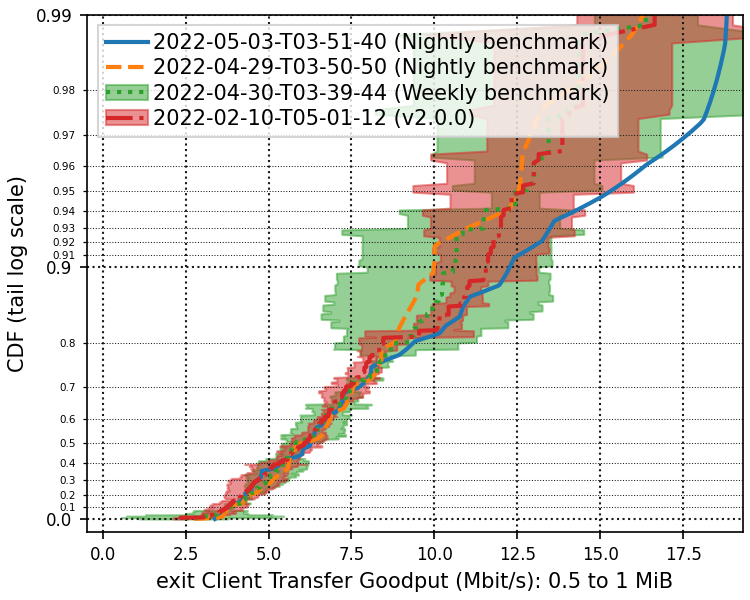 0.99
2022-05-03-T03-51-40 (Nightly benchmark)
2022-04-29-T03-50-50 (Nightly benchmark)
2022-04-30-T03-39-44 (Weekly benchmark)
2022-02-10-T05-01-12 (v2.0.0)
0.98
0.97
0.96
0.95
0.94
0.93
0.92
0.91
0.9
0.8
0.7
0.6
0.5
0.4
0.3
0.2
0.1
0.0
CDF (tail log scale)
0.0 2.5 5.0 7.5 10.0 12.5 15.0 17.5
exit Client Transfer Goodput (Mbit/s): 0.5 to 1 MiB